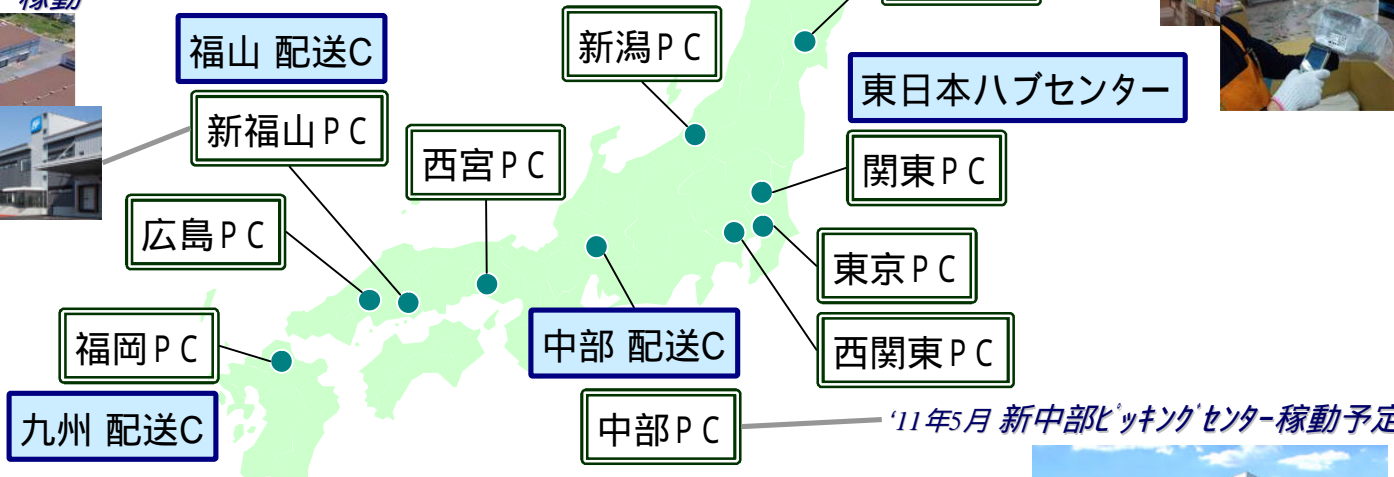 稼動
福山 配送C
新潟PC
東日本ハブセンター
新福山PC
西宮PC
関東PC
広島PC
東京PC
福岡PC
中部 配送C
西関東PC
九州 配送C
中部PC
'11年5月 新中部ピッキングセンター稼動予定